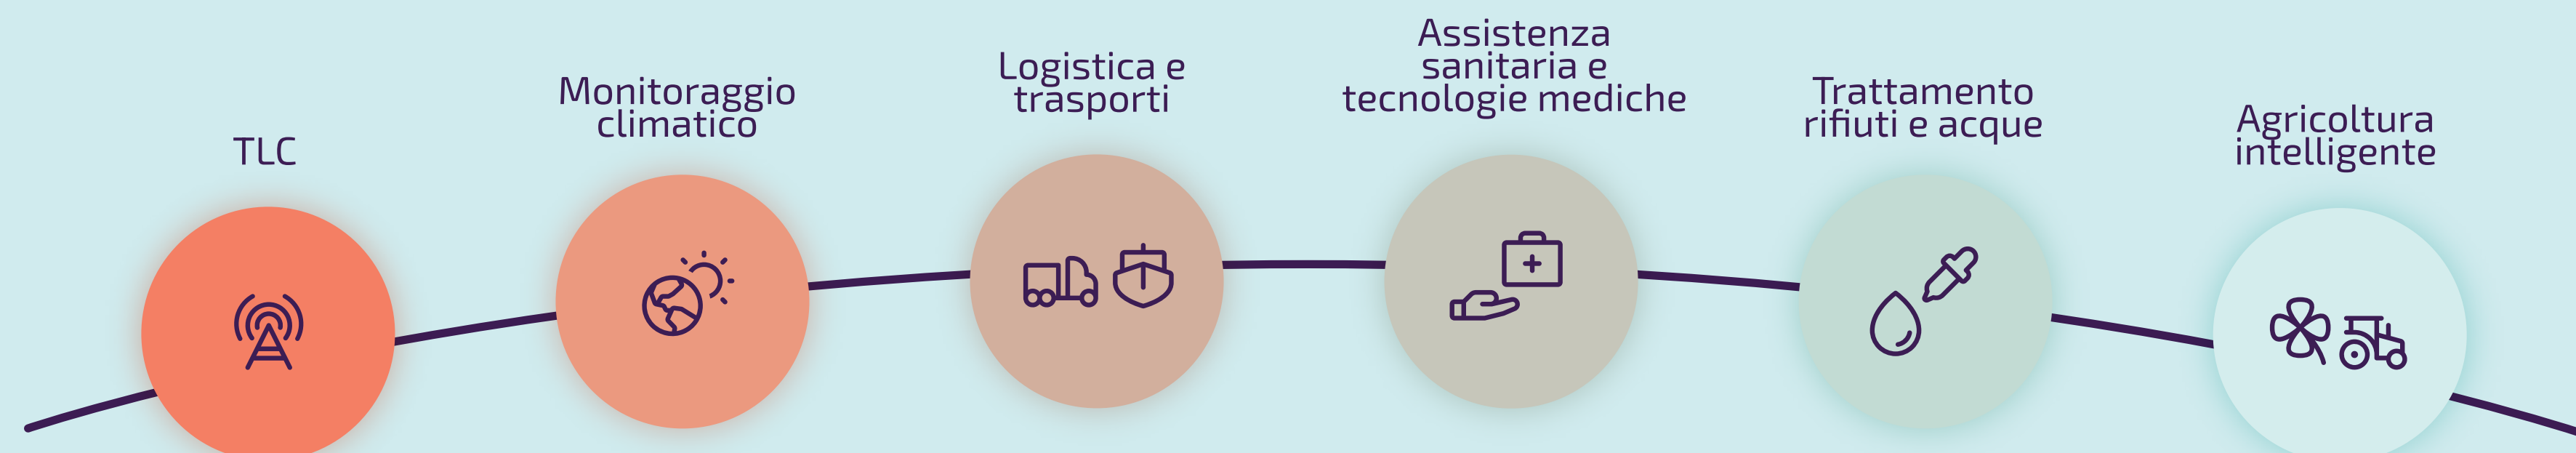 TLC
Monitoraggio
climatico
Logistica e
trasporti
Assistenza
sanitaria e
tecnologie mediche
Trattamento
rifiuti e acque
Agricoltura
intelligente